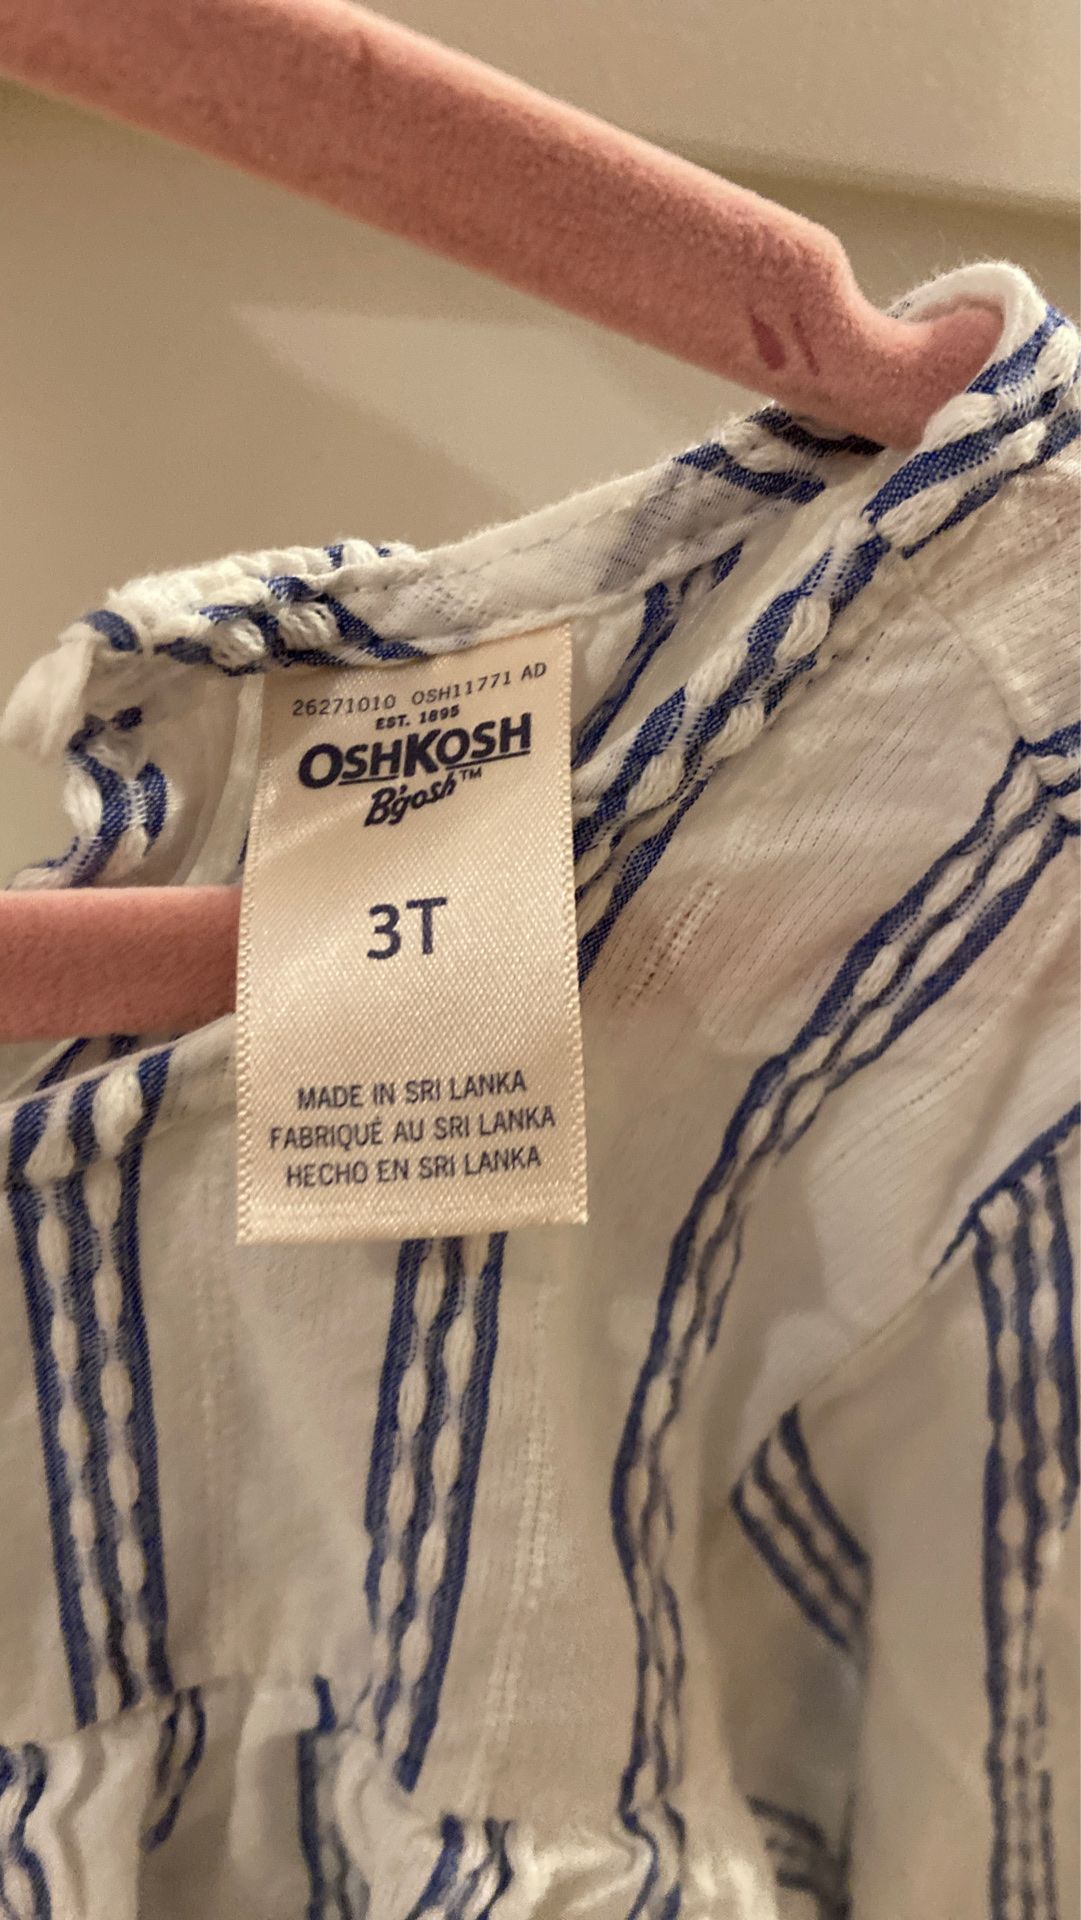 26271010 OSH11771 AD
EST. 1895
OSHKOSH
B'gosh™
3T
MADE IN SRI LANKA
FABRIQUÉ AU SRI LANKA
HECHO EN SRI LANKA